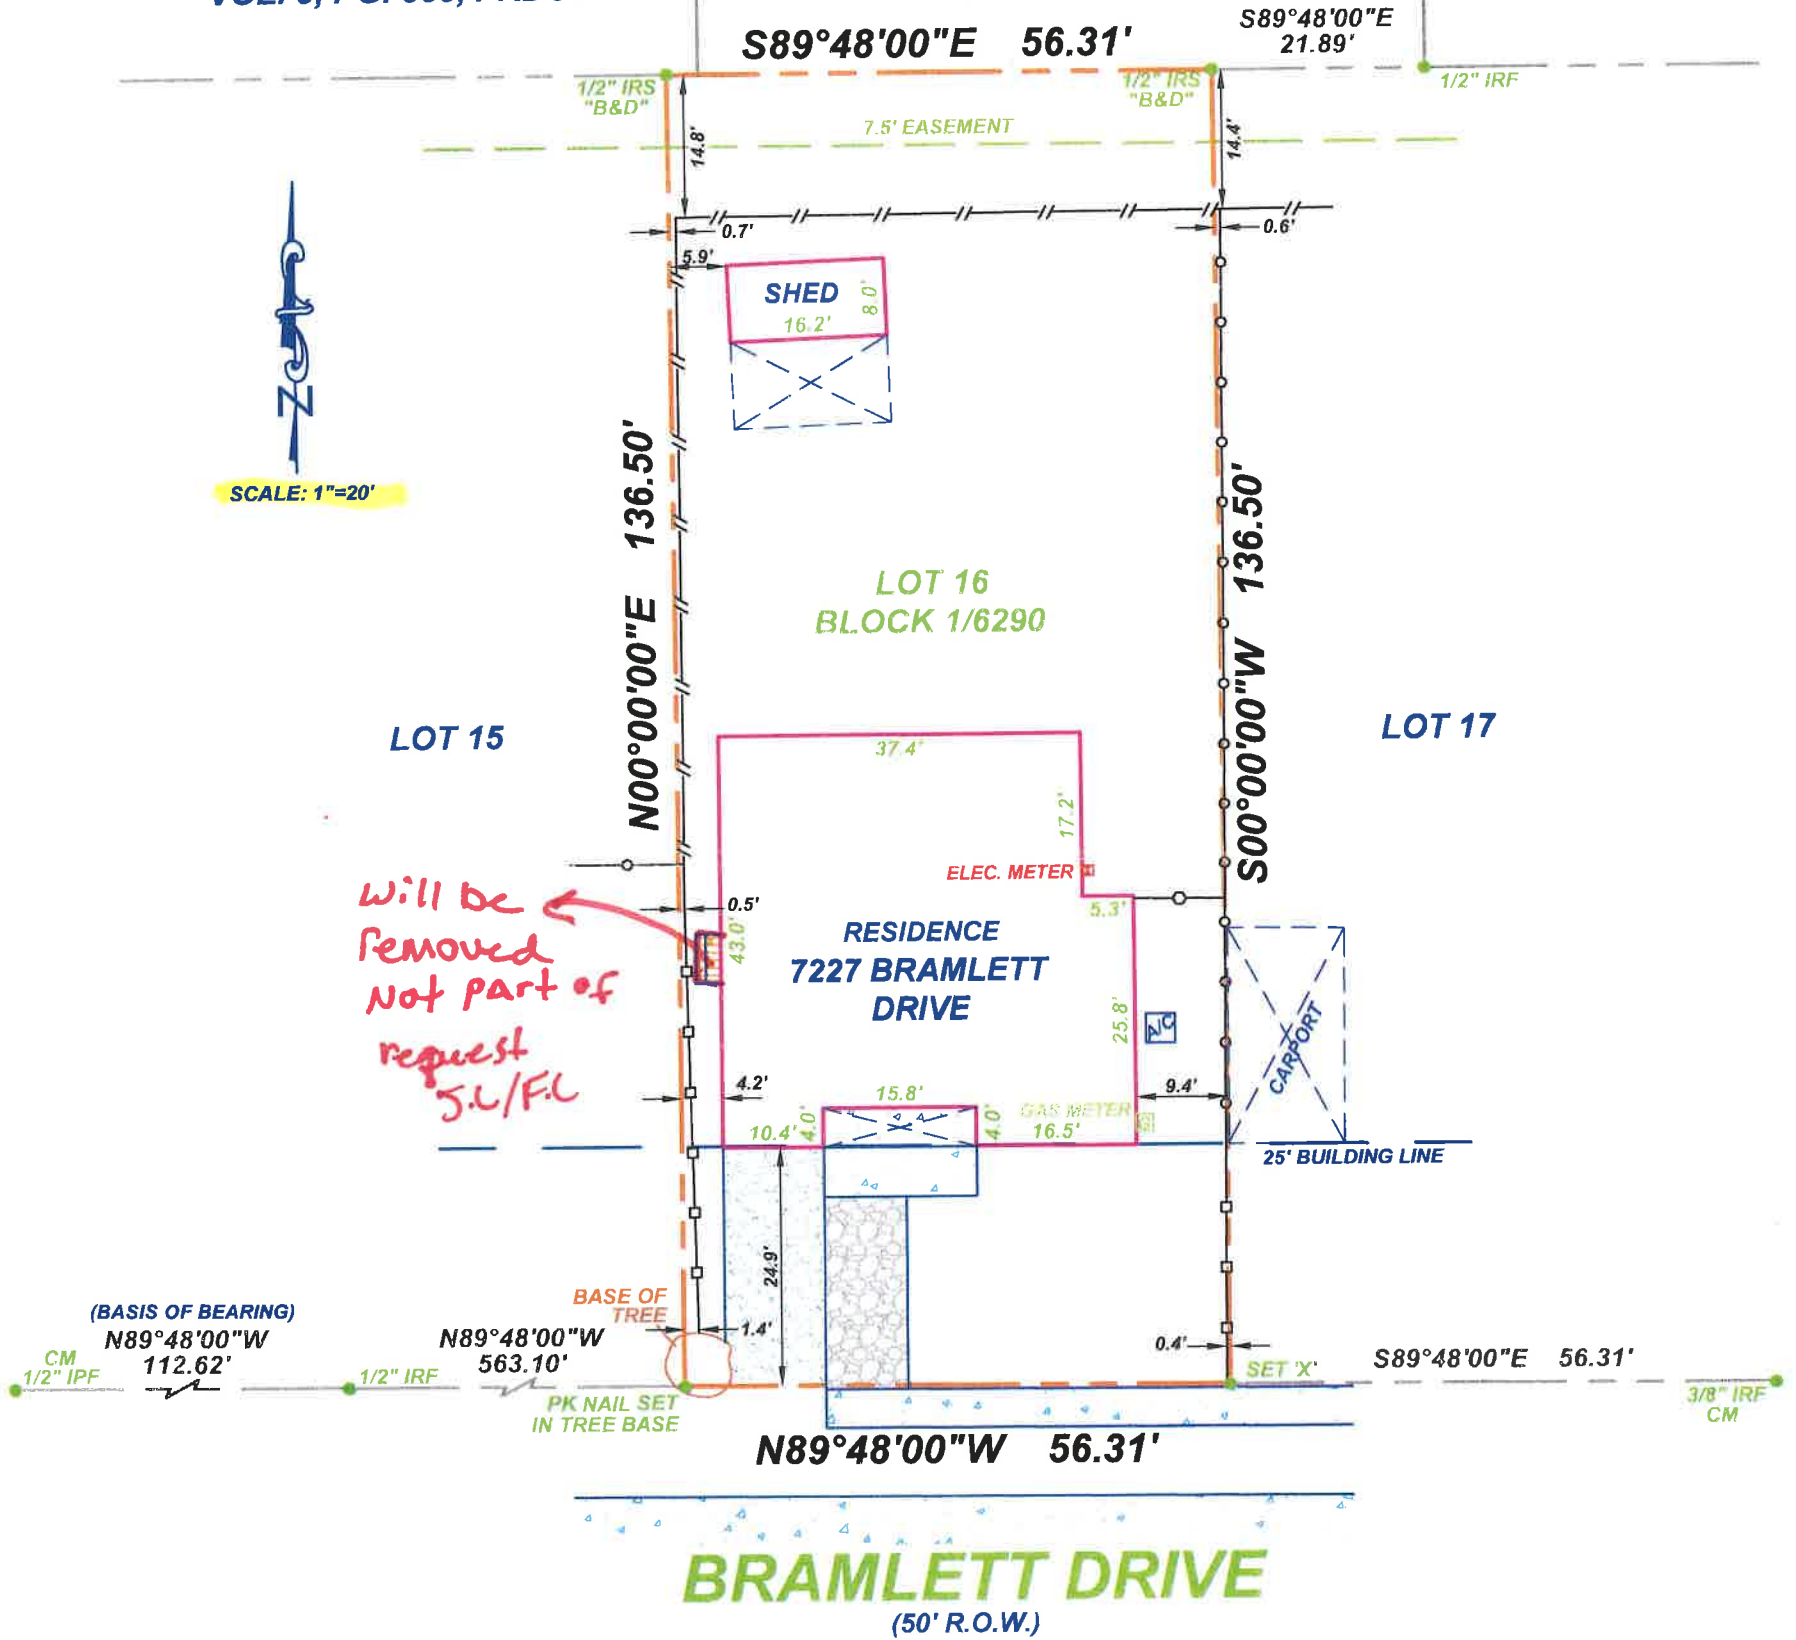 S89°48'00"E 56.31'
S89°48'00"E
21.89'
1/2" IRS
"B&D"
1/2" IRS
"B&D"
1/2" IRF
7.5' EASEMENT
14.8'
14.4'
0.7'
0.6'
5.9'
SHED
8.0'
16.2'
N
SCALE: 1"=20'
N00°00'00"E 136.50'
S00°00'00"W 136.50'
LOT 16
BLOCK 1/6290
LOT 15
LOT 17
37.4'
17.2'
ELEC. METER
5.3'
Will be
removed
Not part of
request
J.L/F.L
0.5'
43.0'
RESIDENCE
7227 BRAMLETT
DRIVE
25.8'
A/C
CARPORT
4.2'
9.4'
15.8'
4.0'
4.0'
GAS METER
10.4'
16.5'
25' BUILDING LINE
24.9'
BASE OF
TREE
1.4'
0.4'
(BASIS OF BEARING)
N89°48'00"W
112.62'
N89°48'00"W
563.10'
CM
1/2" IPF
1/2" IRF
PK NAIL SET
IN TREE BASE
SET 'X'
S89°48'00"E 56.31'
3/8" IRF
CM
N89°48'00"W 56.31'
BRAMLETT DRIVE
(50' R.O.W.)